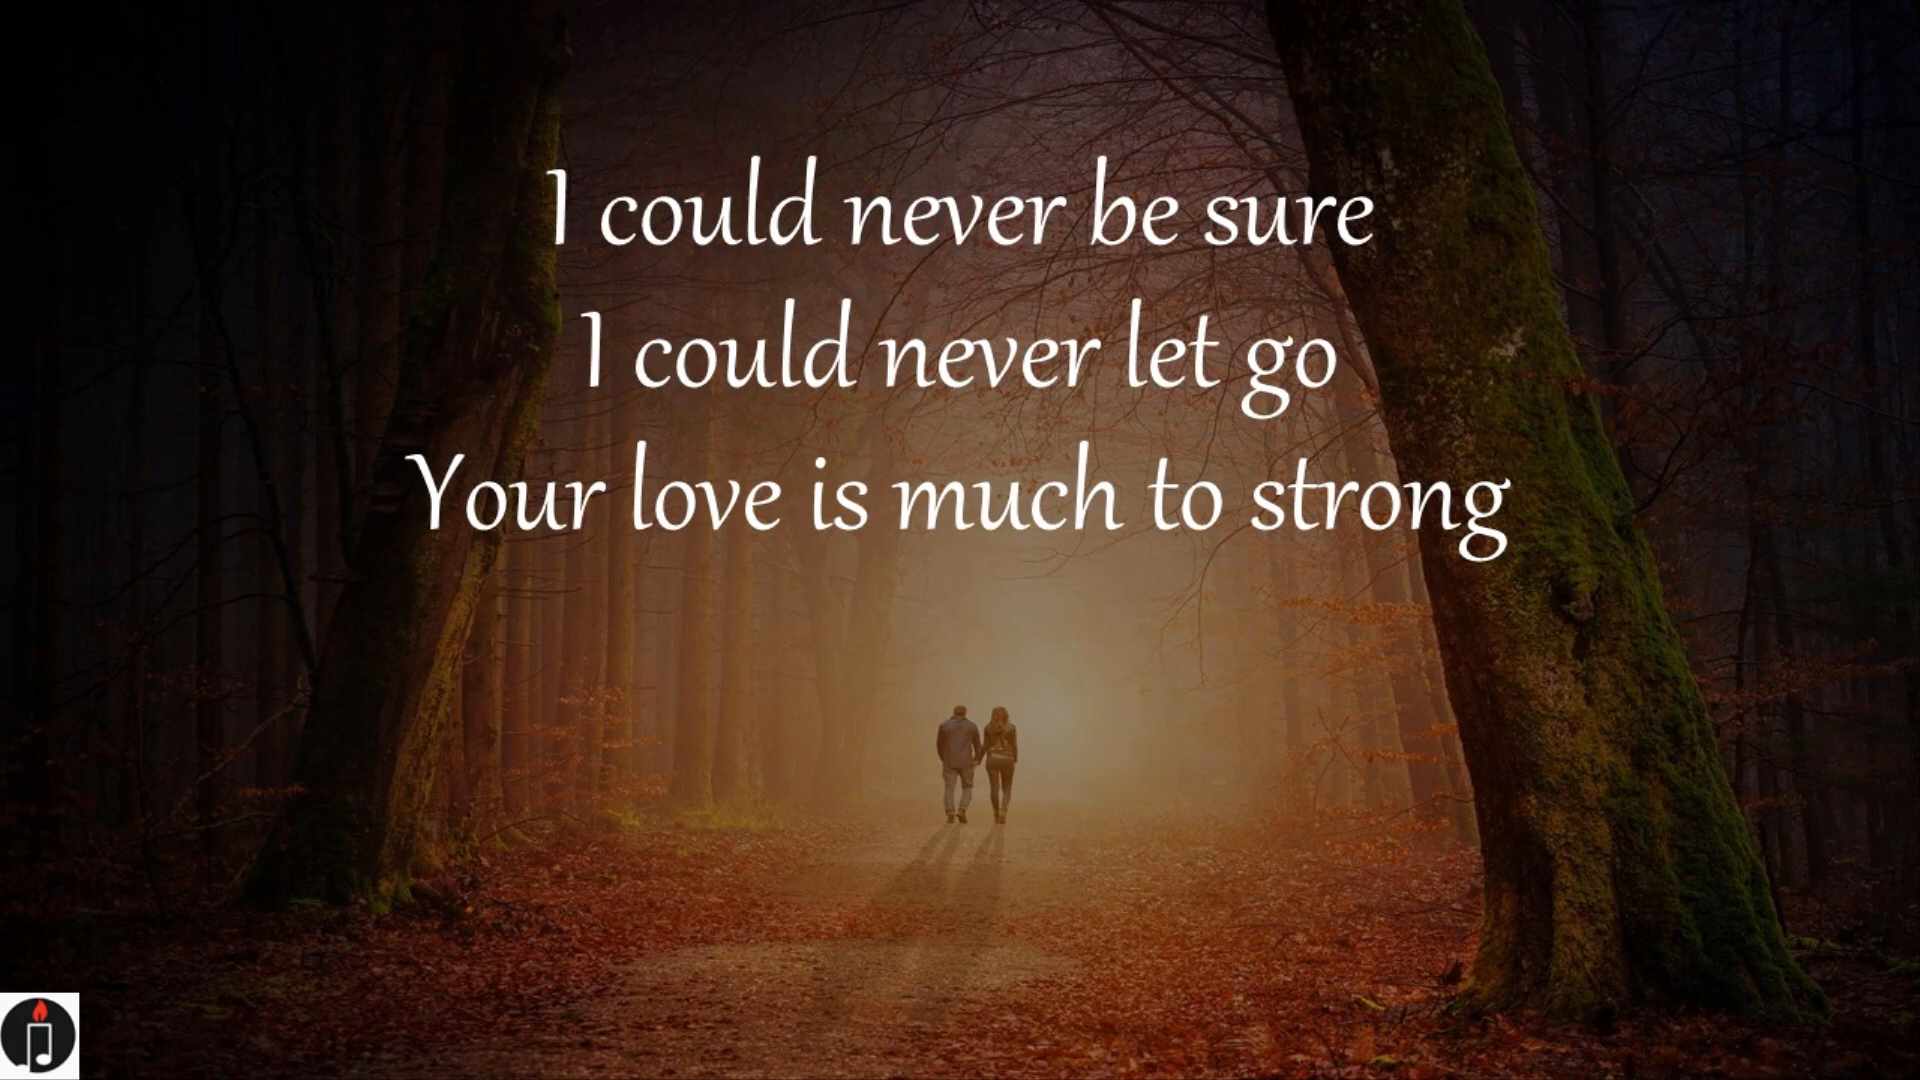 I could never be sure
I could never let go
Your love is much to strong